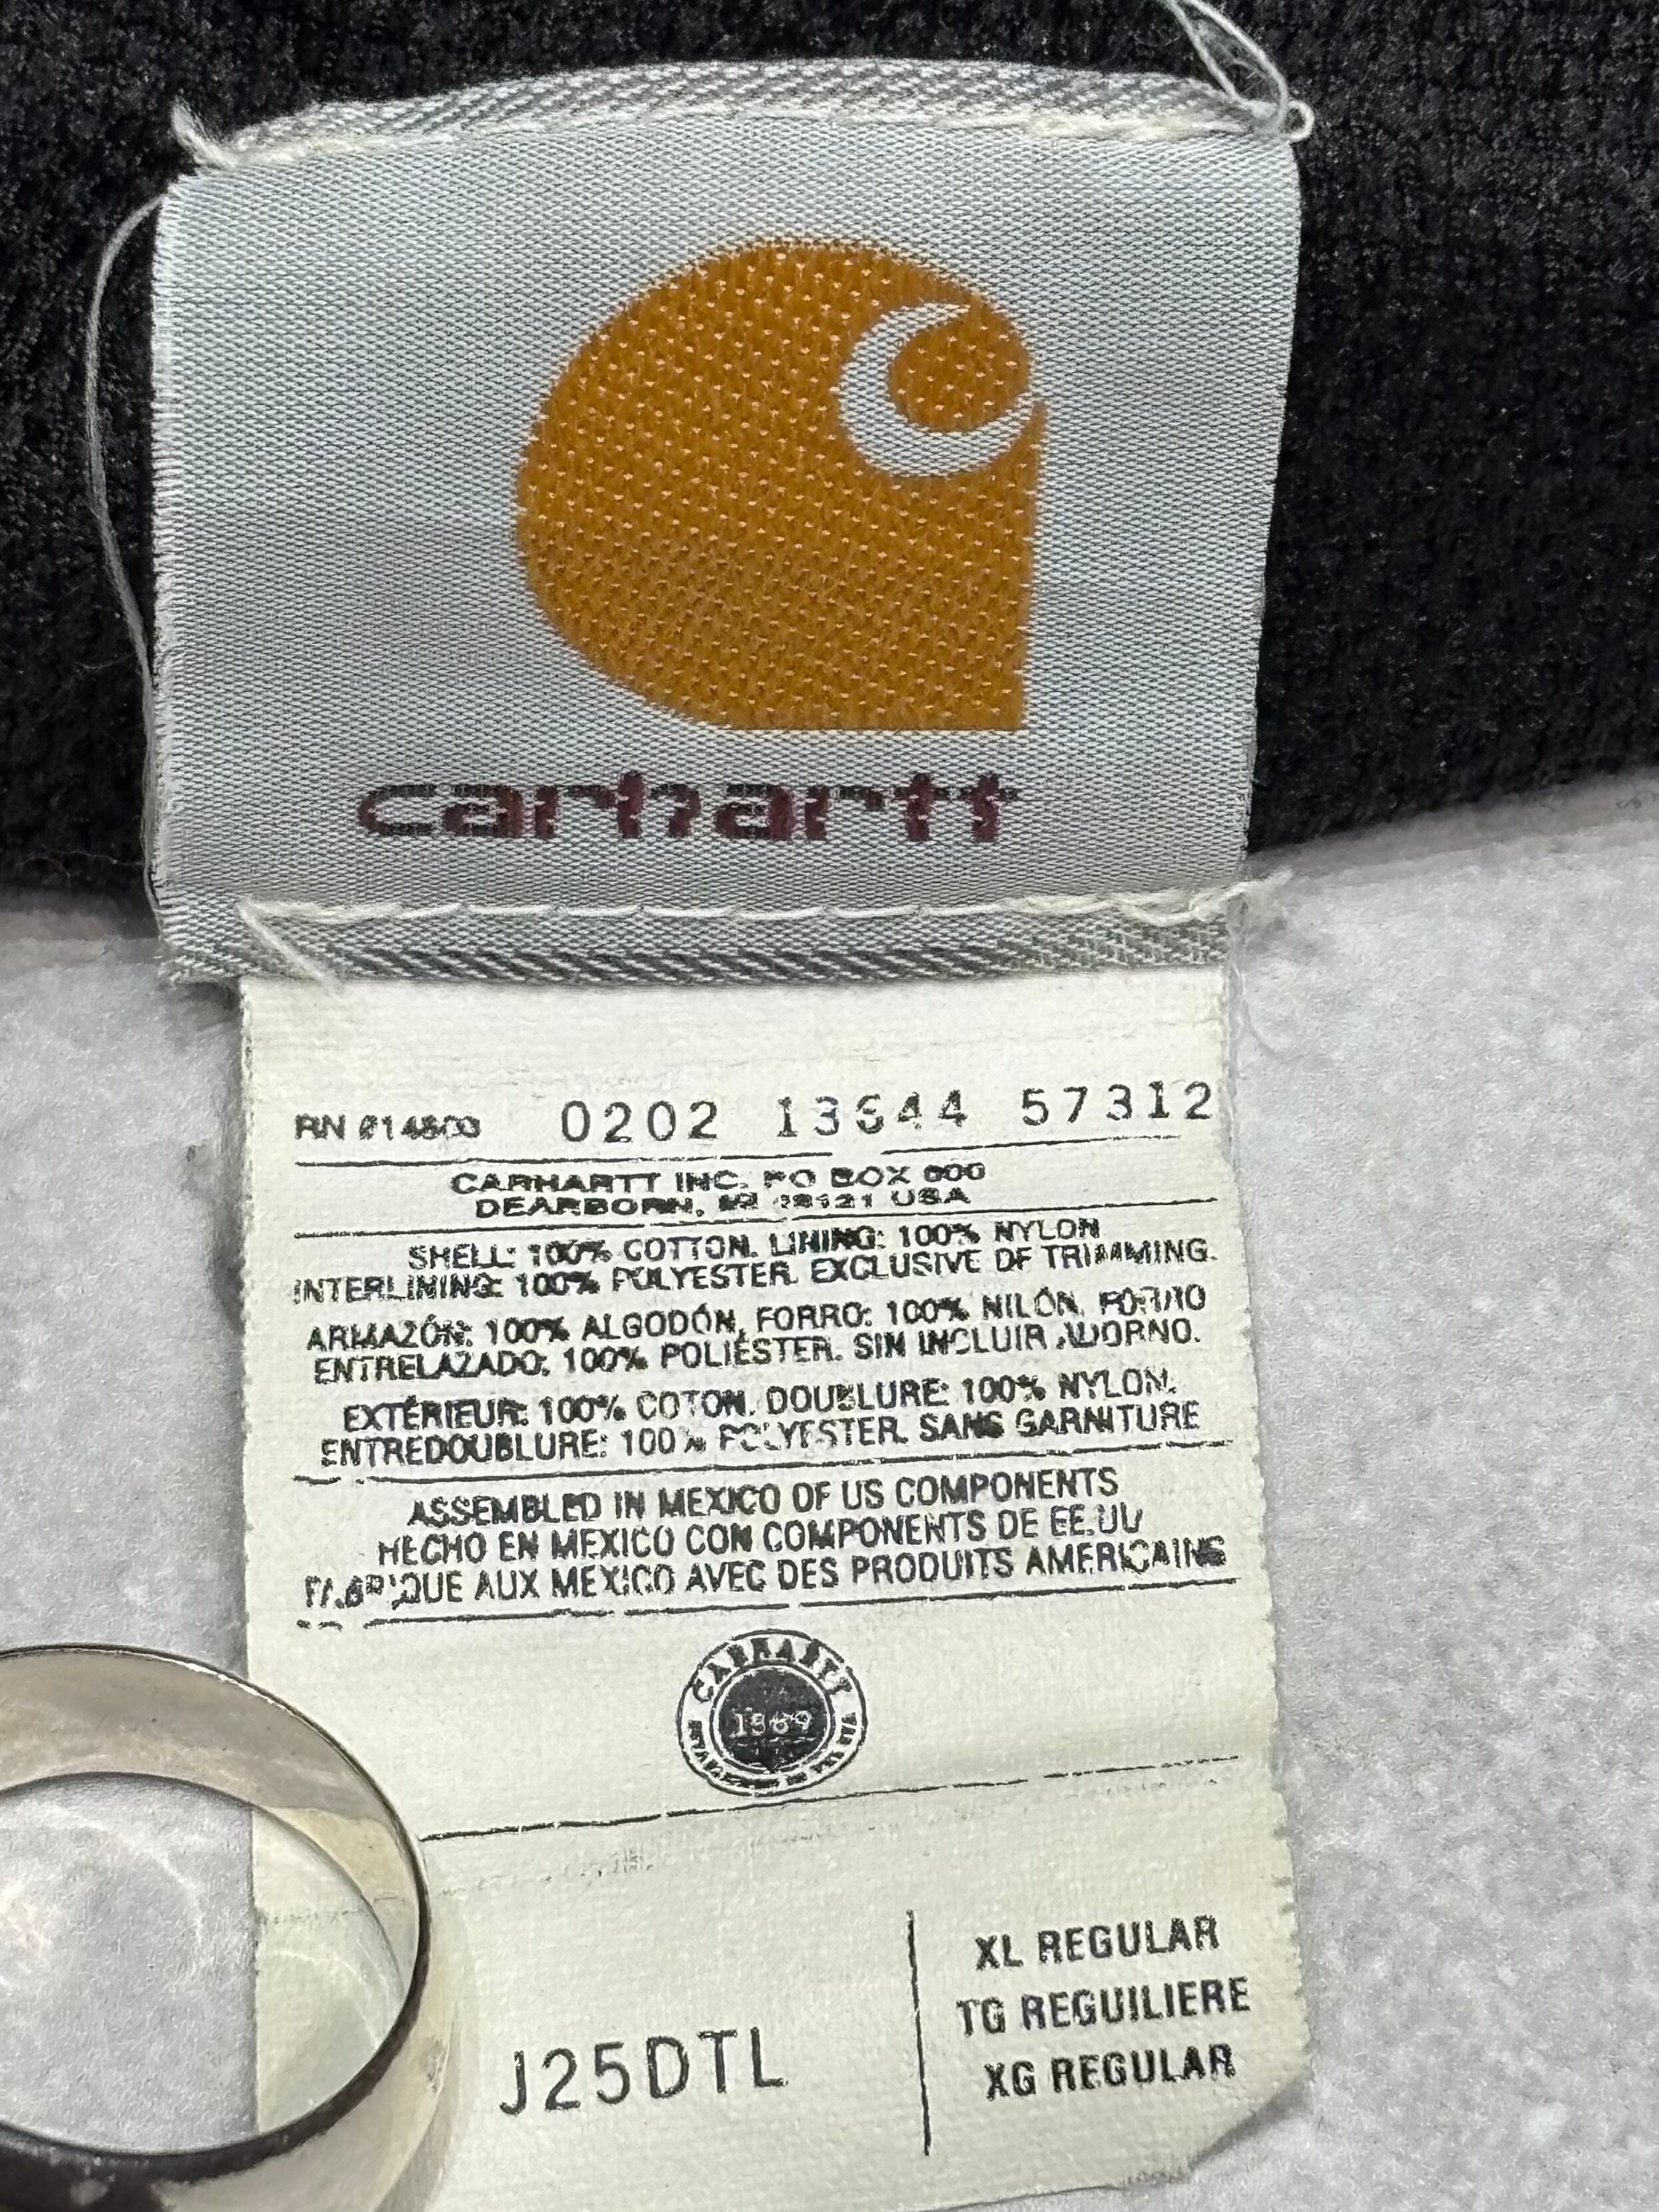 carhartt
RN #14806 0202 13644 57312
CARHARTT INC. PO BOX 600
DEARBORN, MI 48121 USA
SHELL: 100% COTTON. LINING: 100% NYLON
INTERLINING: 100% POLYESTER. EXCLUSIVE OF TRIMMING.
ARMAZÓN: 100% ALGODÓN, FORRO: 100% NILÓN. FORRO
ENTRELAZADO: 100% POLIÉSTER. SIN INCLUIR ADORNO.
EXTÉRIEUR: 100% COTON. DOUBLURE: 100% NYLON.
ENTREDOUBLURE: 100% POLYESTER. SANS GARNITURE
ASSEMBLED IN MEXICO OF US COMPONENTS
HECHO EN MEXICO CON COMPONENTS DE EE.UU
FABRIQUE AUX MEXICO AVEC DES PRODUITS AMERICAINS
CARHARTT
1889
J25DTL
XL REGULAR
TG REGUILIERE
XG REGULAR